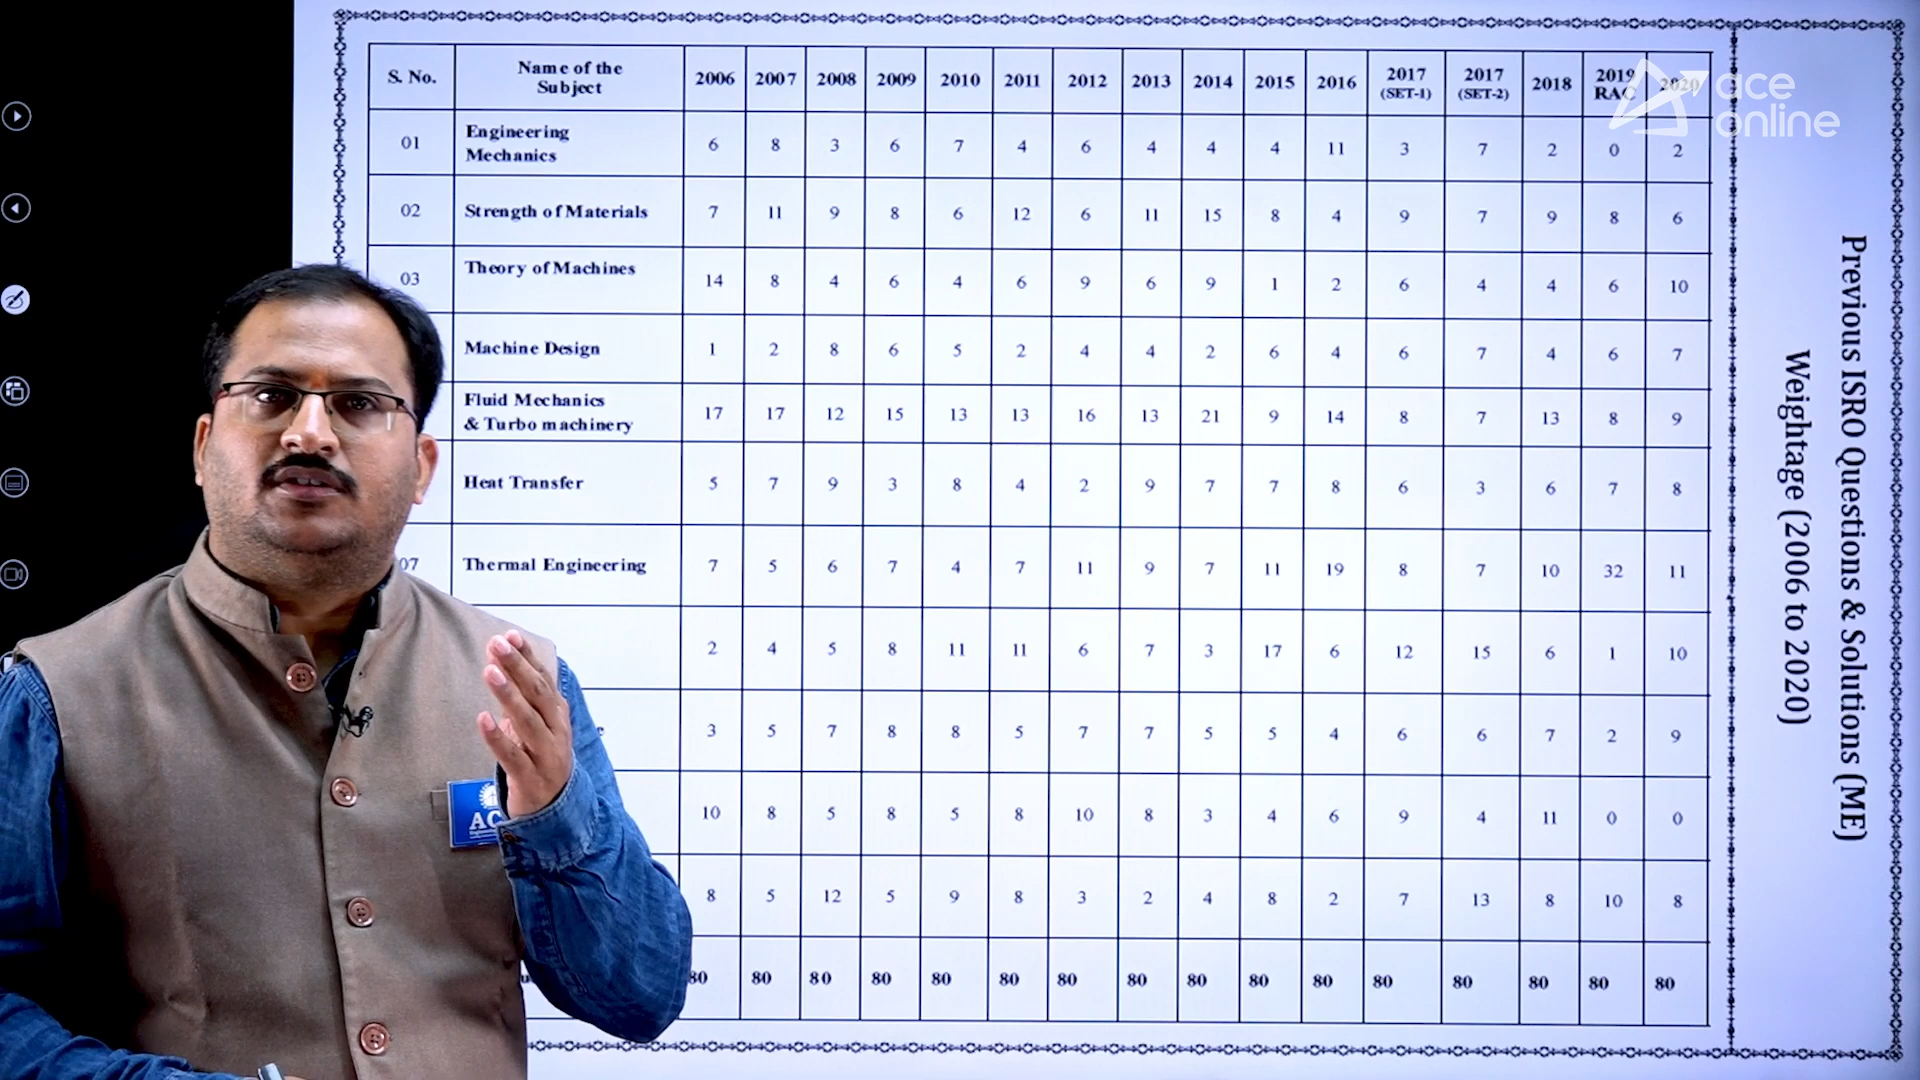 S. No. Name of the Subject 2006 2007 2008 2009 2010 2011 2012 2013 2014 2015 2016 2017 (SET-1) 2017 (SET-2) 2018 2019 RAC 2020
01 Engineering Mechanics 6 8 3 6 7 4 6 4 4 4 11 3 7 2 0 2
02 Strength of Materials 7 11 9 8 6 12 6 11 15 8 4 9 7 9 8 6
03 Theory of Machines 14 8 4 6 4 6 9 6 9 1 2 6 4 4 6 10
Machine Design 1 2 8 6 5 2 4 4 2 6 4 6 7 4 6 7
Fluid Mechanics & Turbo machinery 17 17 12 15 13 13 16 13 21 9 14 8 7 13 8 9
Heat Transfer 5 7 9 3 8 4 2 9 7 7 8 6 3 6 7 8
07 Thermal Engineering 7 5 6 7 4 7 11 9 7 11 19 8 7 10 32 11
2 4 5 8 11 11 6 7 3 17 6 12 15 6 1 10
3 5 7 8 8 5 7 7 5 5 4 6 6 7 2 9
10 8 5 8 5 8 10 8 3 4 6 9 4 11 0 0
8 5 12 5 9 8 3 2 4 8 2 7 13 8 10 8
80 80 80 80 80 80 80 80 80 80 80 80 80 80 80 80
Previous ISRO Questions & Solutions (ME)
Weightage (2006 to 2020)
ace
online